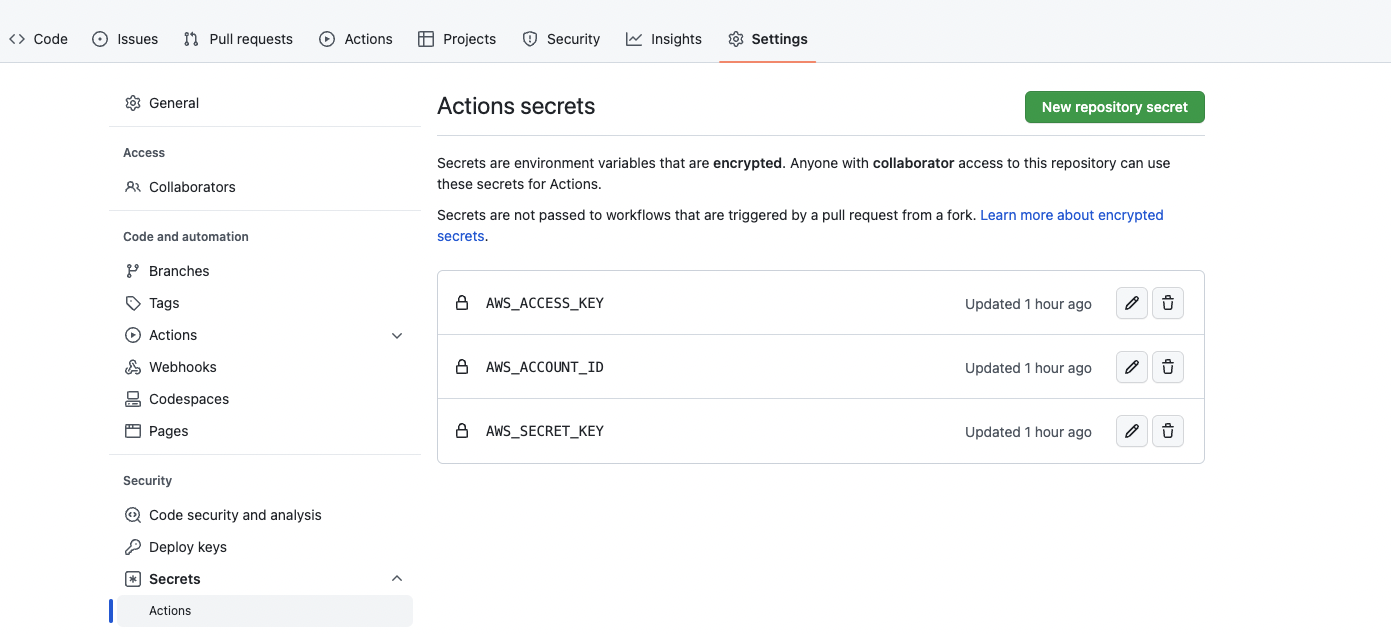 Code Issues Pull requests Actions Projects Security Insights Settings
General
Access
Collaborators
Code and automation
Branches
Tags
Actions
Webhooks
Codespaces
Pages
Security
Code security and analysis
Deploy keys
Secrets
Actions
Actions secrets
New repository secret
Secrets are environment variables that are encrypted. Anyone with collaborator access to this repository can use
these secrets for Actions.
Secrets are not passed to workflows that are triggered by a pull request from a fork. Learn more about encrypted
secrets.
AWS_ACCESS_KEY Updated 1 hour ago
AWS_ACCOUNT_ID Updated 1 hour ago
AWS_SECRET_KEY Updated 1 hour ago